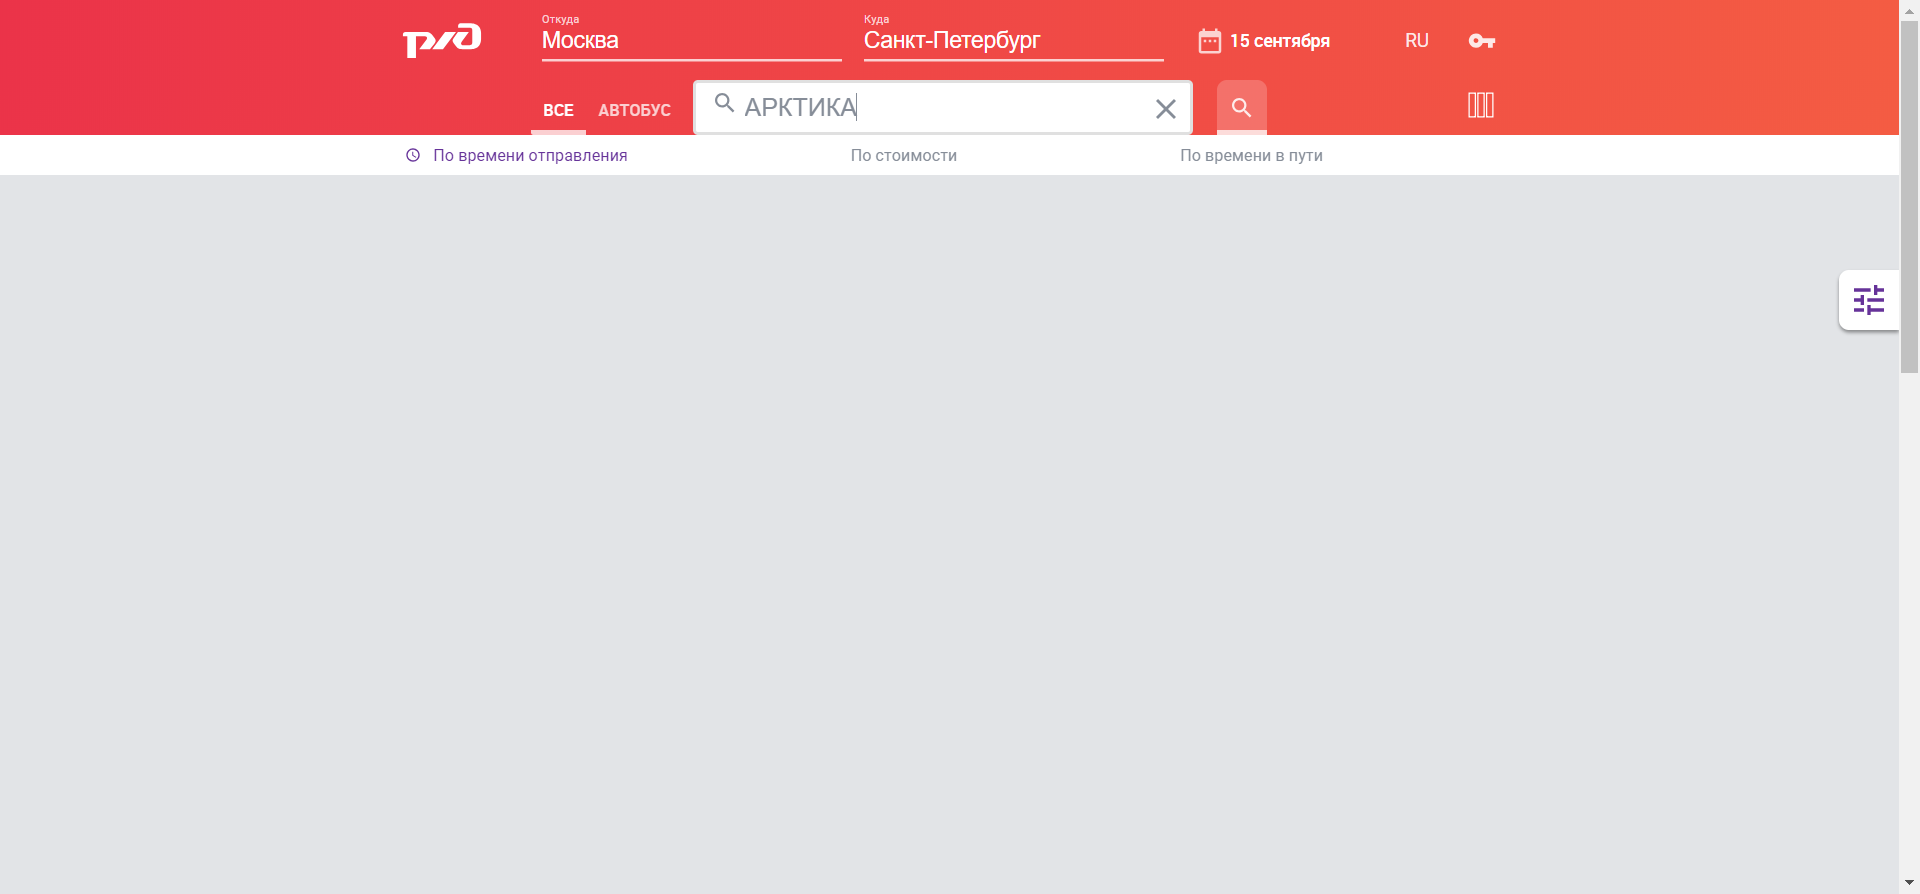 Откуда
Москва
Куда
Санкт-Петербург
15 сентября
RU
ржд
ВСЕ
АВТОБУС
АРКТИКА
По времени отправления
По стоимости
По времени в пути